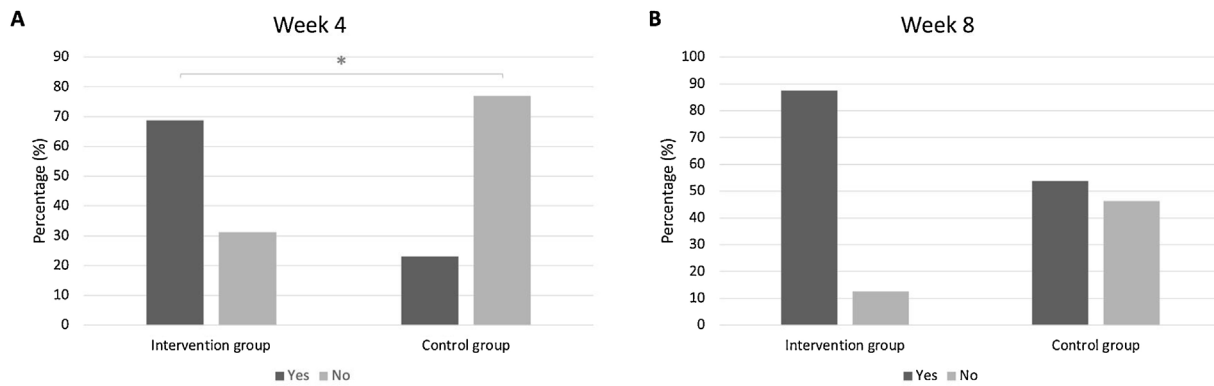 A
Week 4
Percentage (%)
90
80
70
60
50
40
30
20
10
0
*
Intervention group
Control group
Yes No
B
Week 8
Percentage (%)
100
90
80
70
60
50
40
30
20
10
0
Intervention group
Control group
Yes No